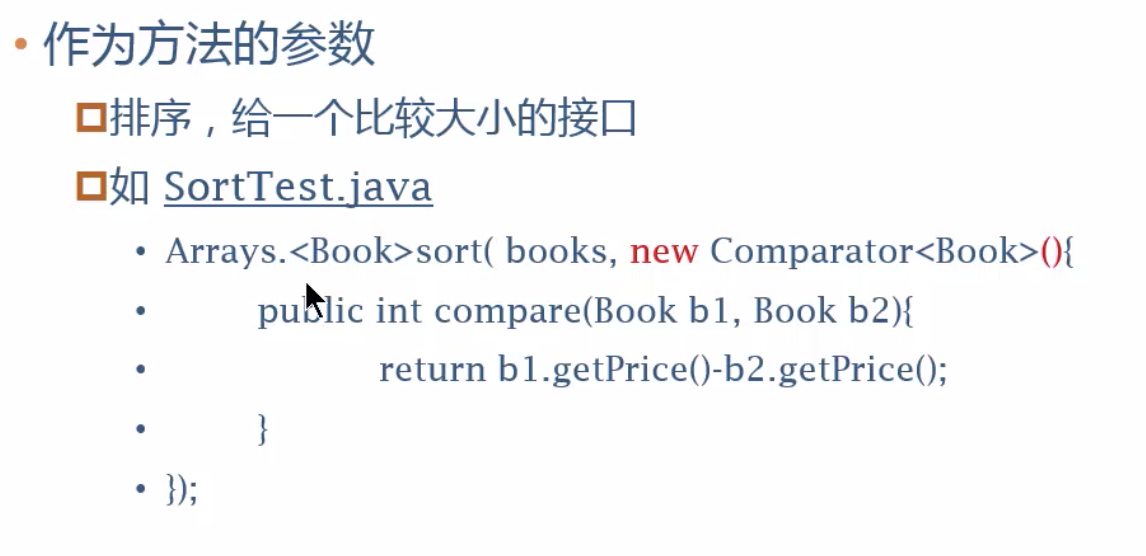 • 作为方法的参数
排序，给一个比较大小的接口
如 SortTest.java
• Arrays.<Book>sort( books, new Comparator<Book>(){
• public int compare(Book b1, Book b2){
• return b1.getPrice()-b2.getPrice();
• }
• });